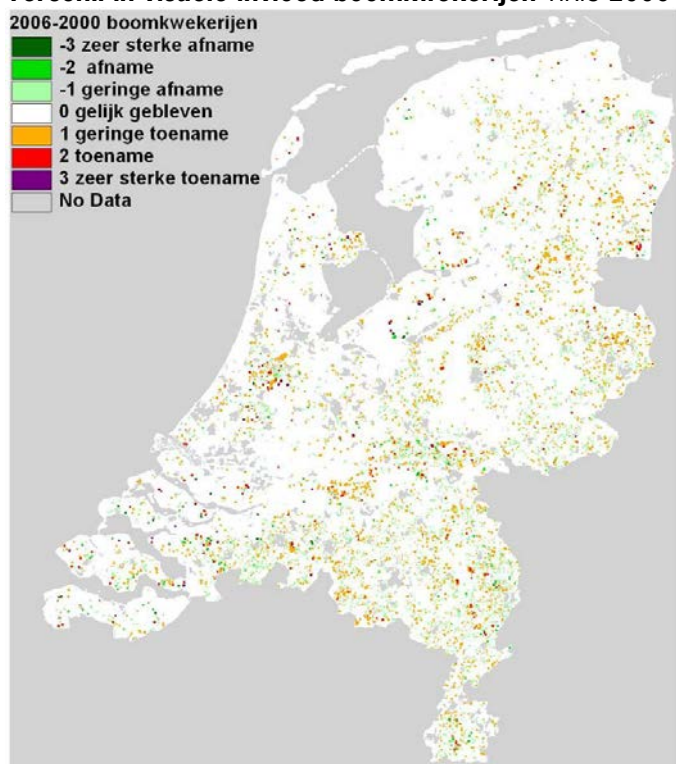 2006-2000 boomkwekerijen
-3 zeer sterke afname
-2 afname
-1 geringe afname
0 gelijk gebleven
1 geringe toename
2 toename
3 zeer sterke toename
No Data